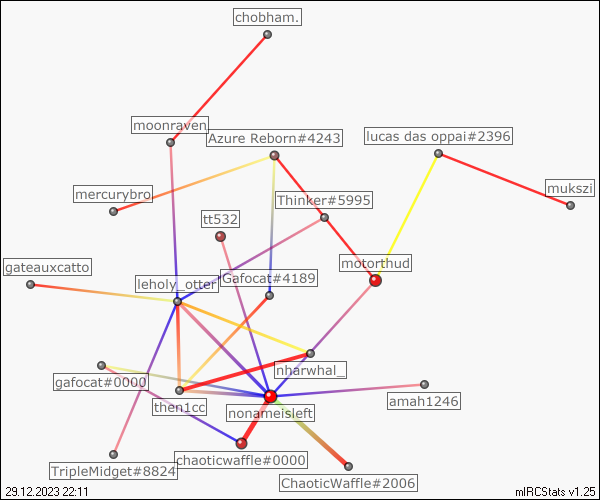 chobham.
moonraven
Azure Reborn#4243
lucas das oppai#2396
mercurybro
Thinker#5995
mukszi
tt532
motorthud
gateauxcatto
leholy_otter
Gafocat#4189
nharwhal_
gafocat#0000
then1cc
nonameisleft
amah1246
chaoticwaffle#0000
TripleMidget#8824
ChaoticWaffle#2006
29.12.2023 22:11
mIRCStats v1.25